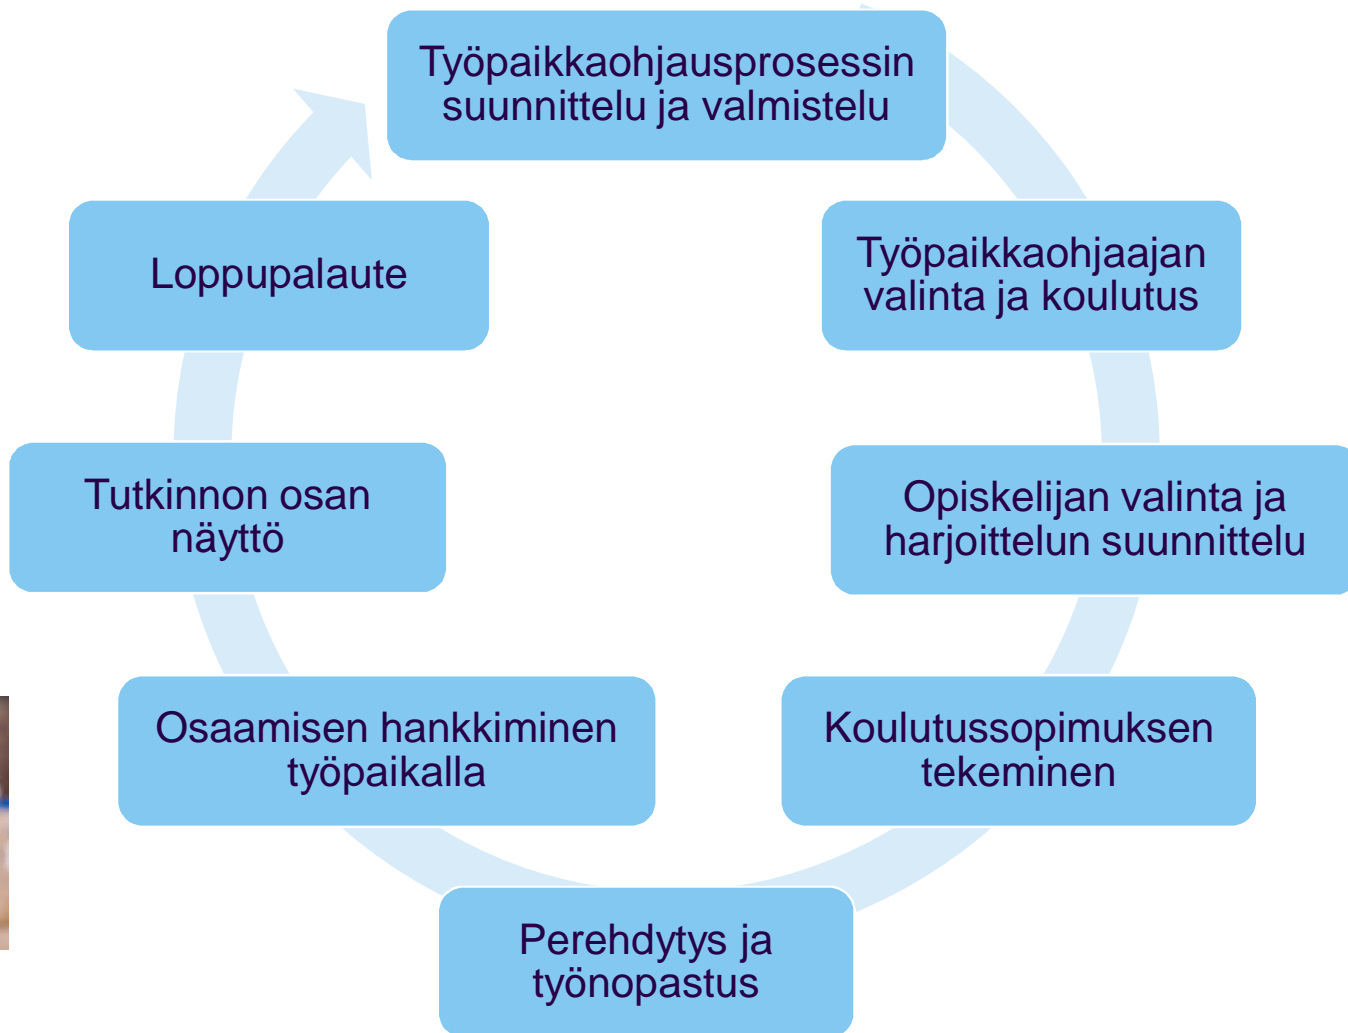 Työpaikkaohjausprosessin
suunnittelu ja valmistelu
Työpaikkaohjaajan
valinta ja koulutus
Opiskelijan valinta ja
harjoittelun suunnittelu
Koulutussopimuksen
tekeminen
Perehdytys ja
työnopastus
Osaamisen hankkiminen
työpaikalla
Tutkinnon osan
näyttö
Loppupalaute